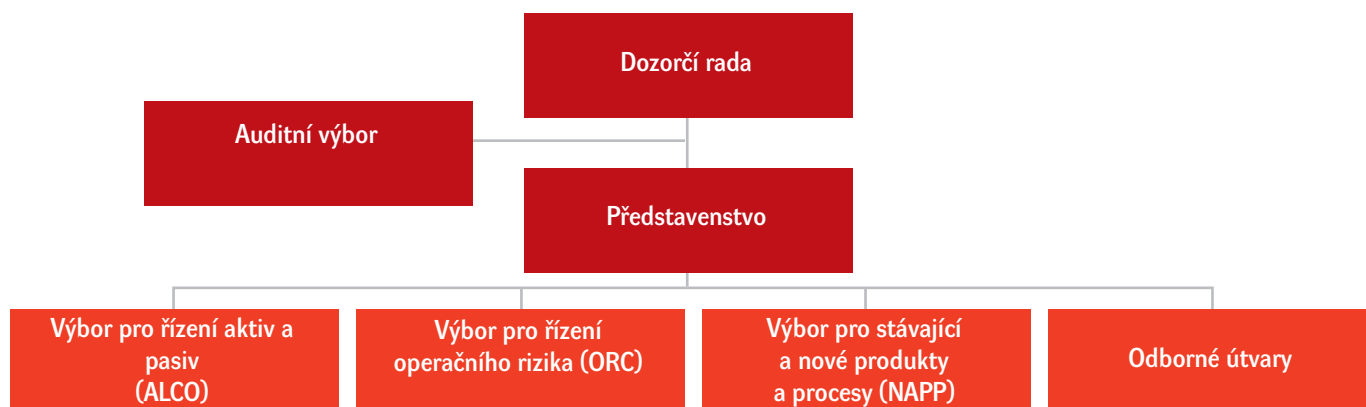 Dozorčí rada
Auditní výbor
Představenstvo
Výbor pro řízení aktiv a
pasiv
(ALCO)
Výbor pro řízení
operačního rizika (ORC)
Výbor pro stávající
a nové produkty
a procesy (NAPP)
Odborné útvary